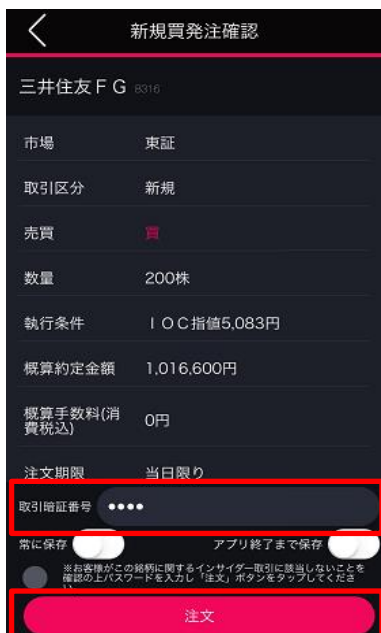 新規買発注確認
三井住友FG 8316
市場 東証
取引区分 新規
売買 買
数量 200株
執行条件 IOC指値5,083円
概算約定金額 1,016,600円
概算手数料(消
費税込) 0円
注文期限 当日限り
取引暗証番号 ••••
常に保存 アプリ終了まで保存
※お客様がこの銘柄に関するインサイダー取引に該当しないことを
確認の上パスワードを入力し「注文」ボタンをタップしてくださ
い
注文